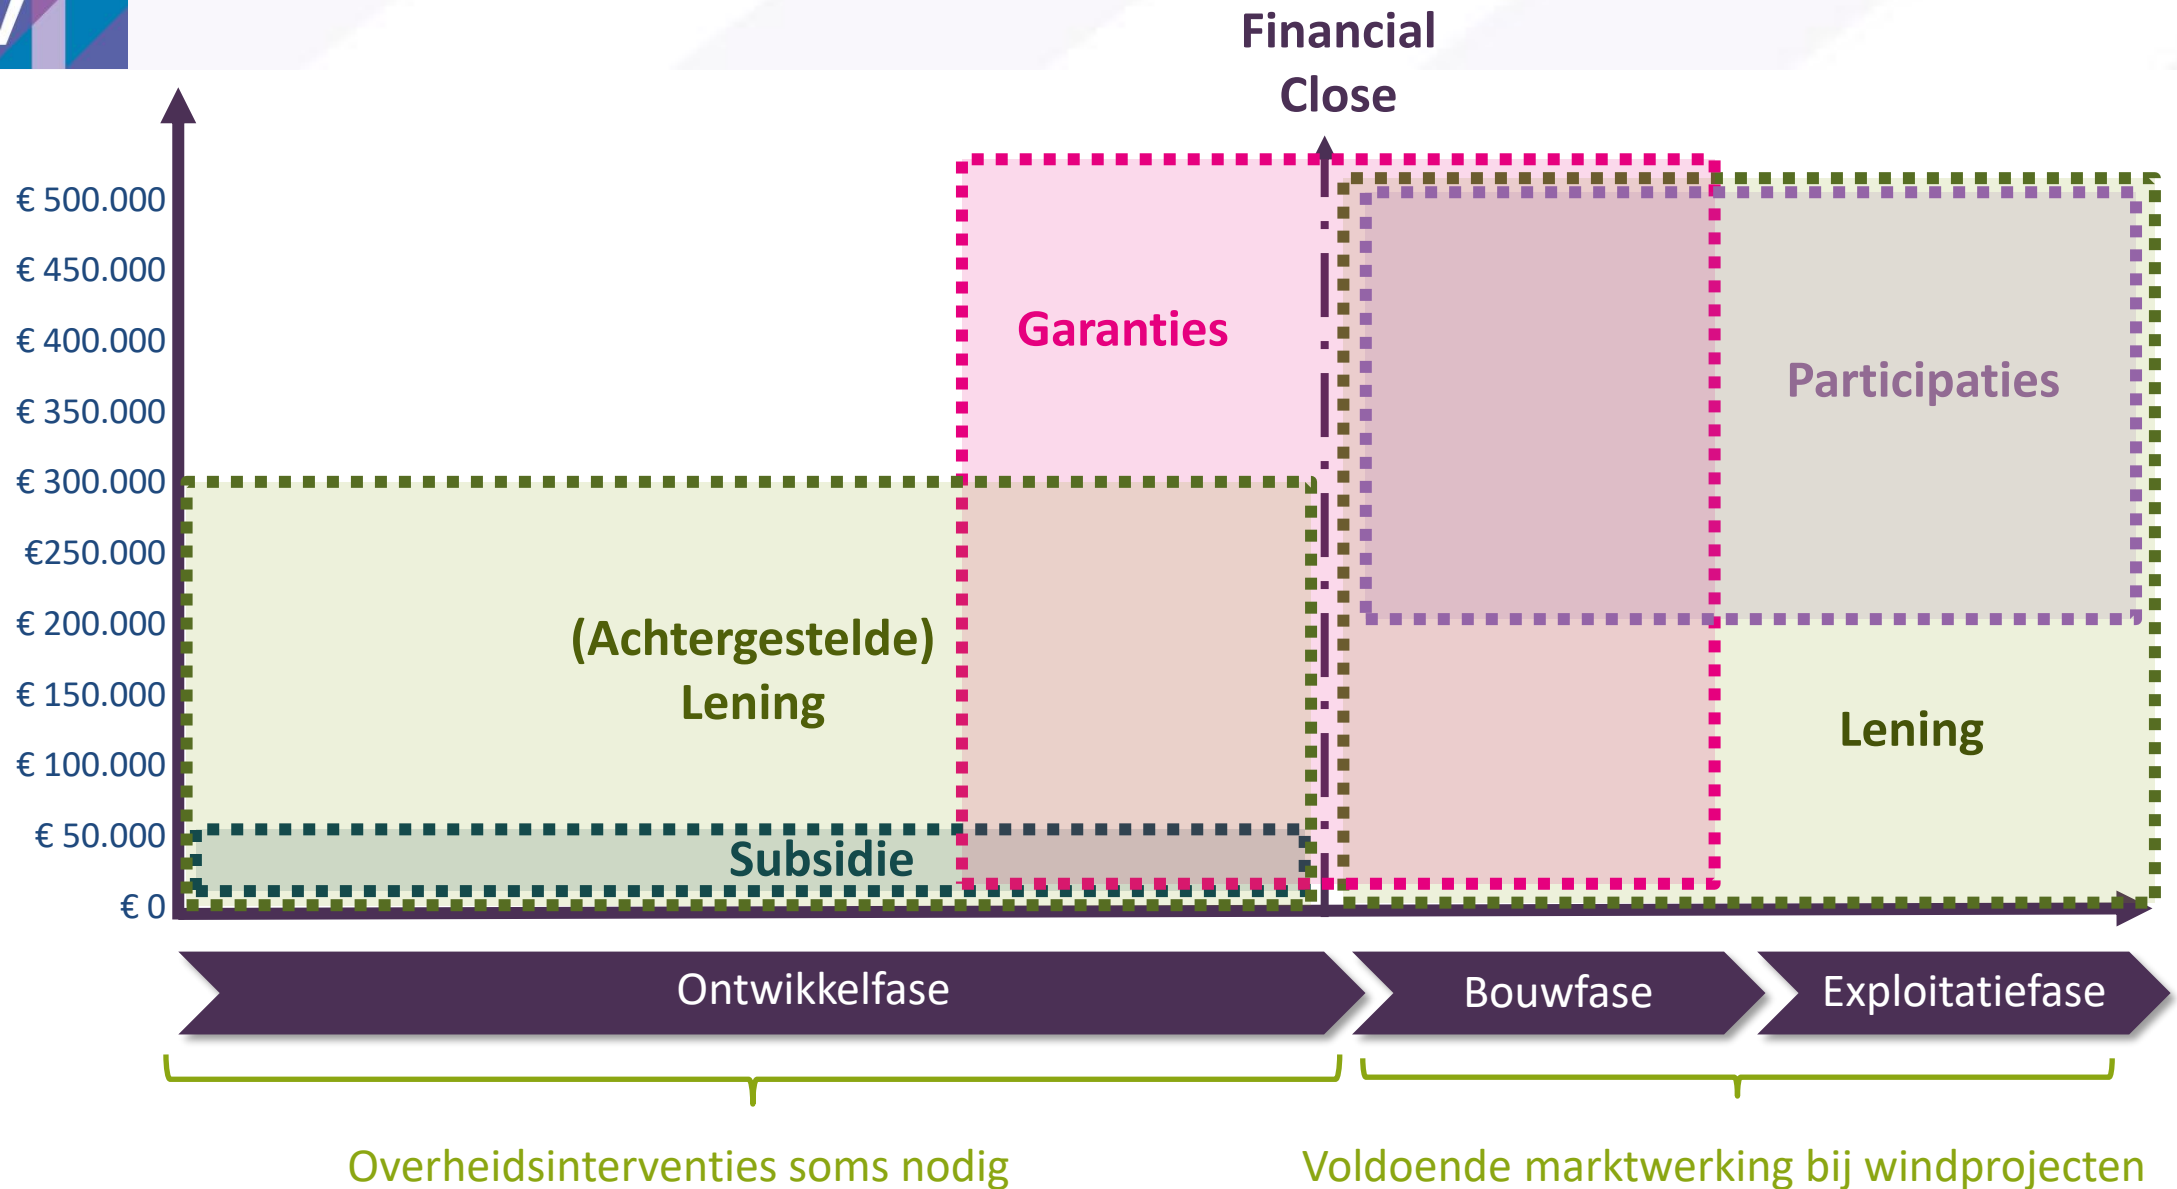 Financial
Close
€ 500.000
€ 450.000
€ 400.000
€ 350.000
€ 300.000
€250.000
€ 200.000
€ 150.000
€ 100.000
€ 50.000
€ 0
Garanties
Participaties
(Achtergestelde)
Lening
Lening
Subsidie
Ontwikkelfase
Bouwfase
Exploitatiefase
Overheidsinterventies soms nodig
Voldoende marktwerking bij windprojecten